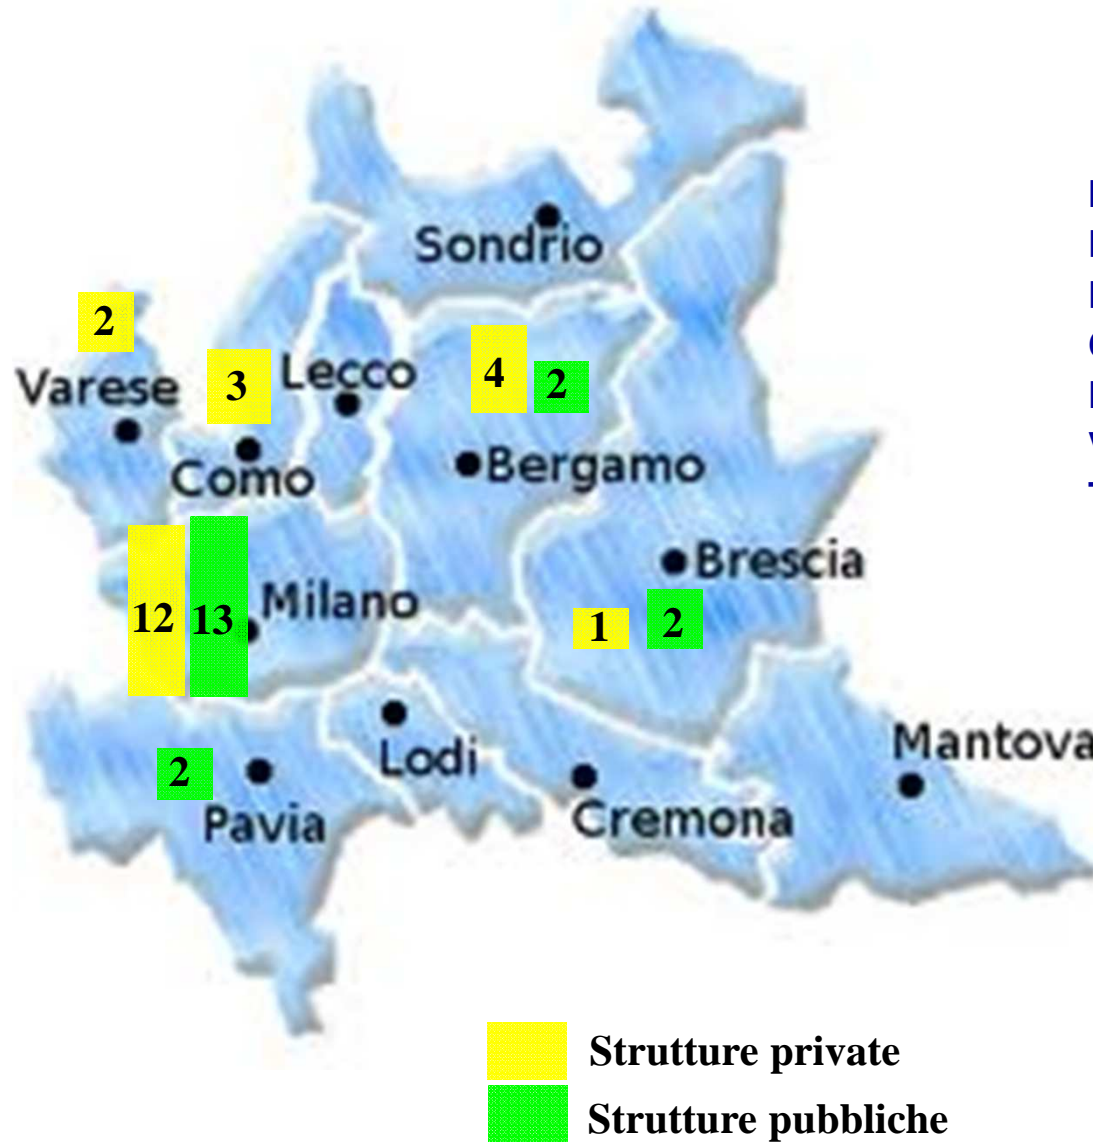 Sondrio
2
3
Lecco
4
2
Varese
Como
Bergamo
Brescia
12
13
Milano
1
2
Mantova
Lodi
2
Cremona
Pavia
Strutture private
Strutture pubbliche